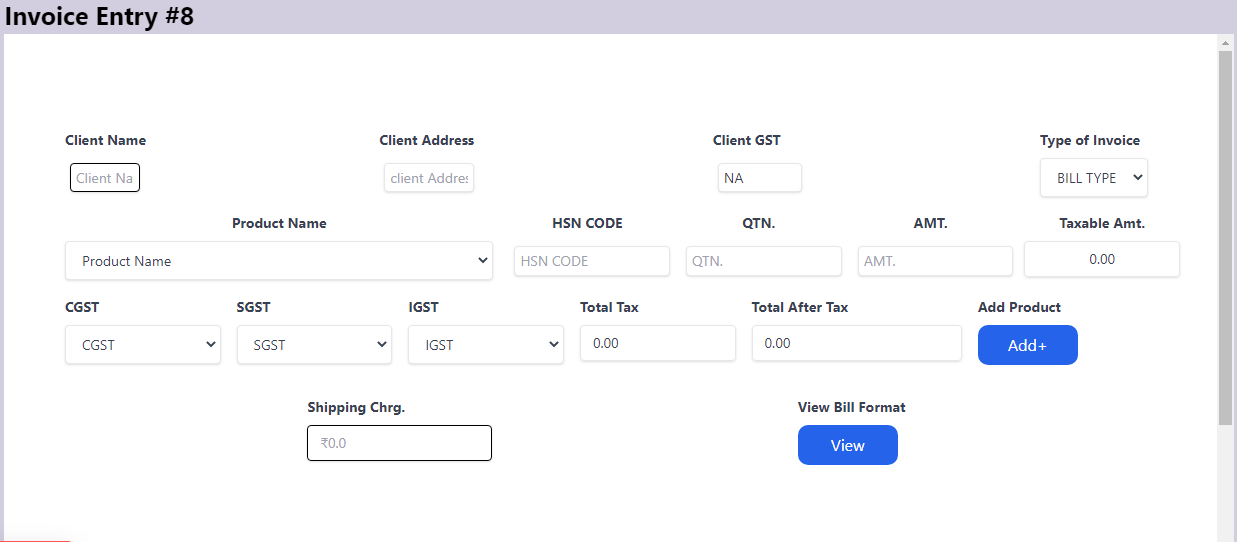 Invoice Entry #8
Client Name Client Address Client GST Type of Invoice
Client Na client Addres NA BILL TYPE
Product Name HSN CODE QTN. AMT. Taxable Amt.
Product Name HSN CODE QTN. AMT. 0.00
CGST SGST IGST Total Tax Total After Tax Add Product
CGST SGST IGST 0.00 0.00 Add+
Shipping Chrg. View Bill Format
₹0.0 View